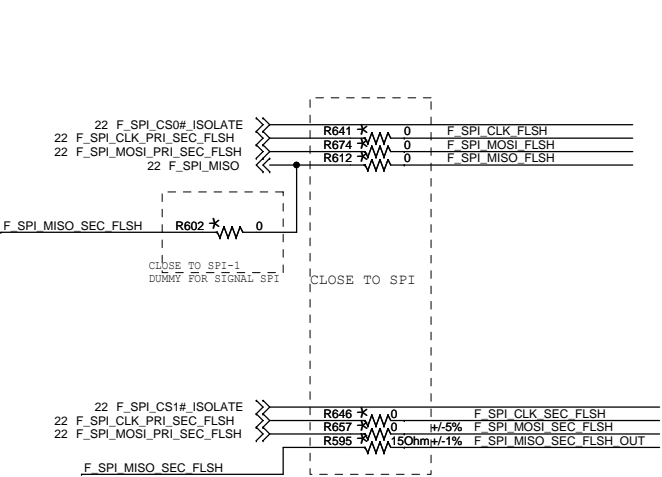 22 F_SPI_CS0#_ISOLATE
22 F_SPI_CLK_PRI_SEC_FLSH R641 0 F_SPI_CLK_FLSH
22 F_SPI_MOSI_PRI_SEC_FLSH R674 0 F_SPI_MOSI_FLSH
22 F_SPI_MISO R612 0 F_SPI_MISO_FLSH
F_SPI_MISO_SEC_FLSH R602 0
CLOSE TO SPI-1
DUMMY FOR SIGNAL SPI
CLOSE TO SPI
22 F_SPI_CS1#_ISOLATE
22 F_SPI_CLK_PRI_SEC_FLSH R646 0 F_SPI_CLK_SEC_FLSH
22 F_SPI_MOSI_PRI_SEC_FLSH R657 0 +/-5% F_SPI_MOSI_SEC_FLSH
R595 15Ohm +/-1% F_SPI_MISO_SEC_FLSH_OUT
F_SPI_MISO_SEC_FLSH